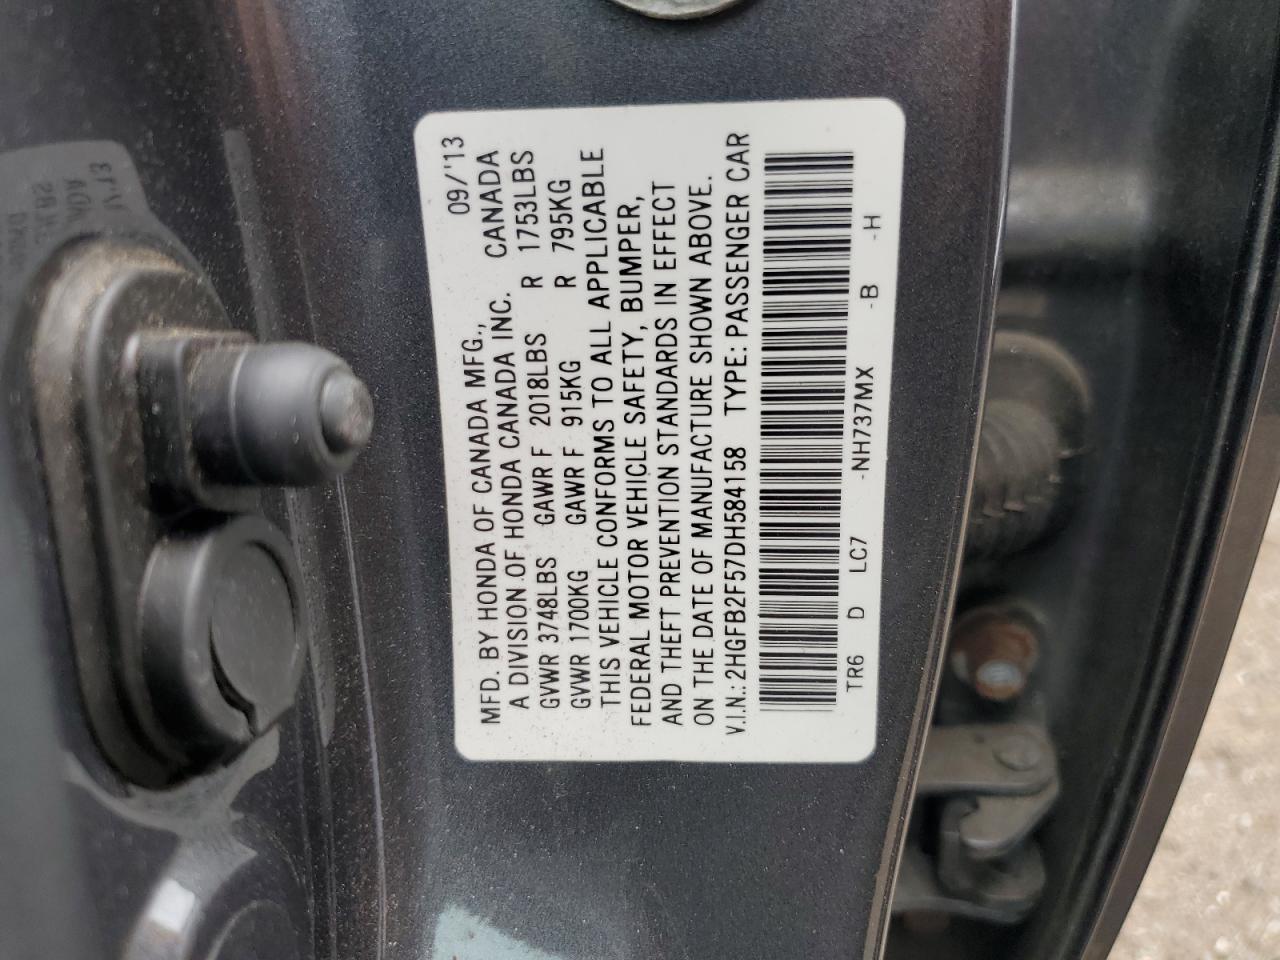 MFD. BY HONDA OF CANADA MFG., 09/'13
A DIVISION OF HONDA CANADA INC. CANADA
GVWR 3748LBS GAWR F 2018LBS R 1753LBS
GVWR 1700KG GAWR F 915KG R 795KG
THIS VEHICLE CONFORMS TO ALL APPLICABLE
FEDERAL MOTOR VEHICLE SAFETY, BUMPER,
AND THEFT PREVENTION STANDARDS IN EFFECT
ON THE DATE OF MANUFACTURE SHOWN ABOVE.
V.I.N.: 2HGFB2F57DH584158 TYPE: PASSENGER CAR
TR6 D LC7 -NH737MX -B -H